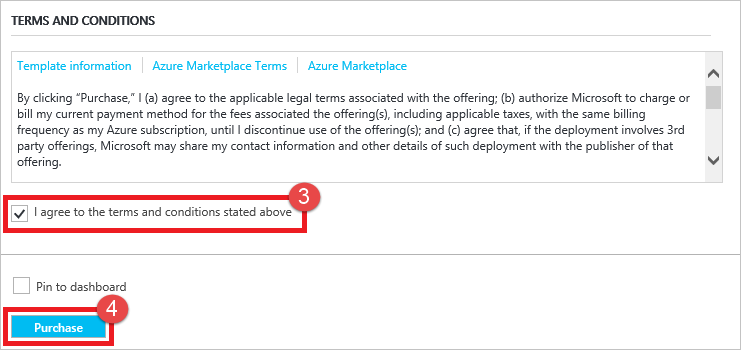 TERMS AND CONDITIONS
Template information Azure Marketplace Terms Azure Marketplace
By clicking “Purchase,” I (a) agree to the applicable legal terms associated with the offering; (b) authorize Microsoft to charge or
bill my current payment method for the fees associated the offering(s), including applicable taxes, with the same billing
frequency as my Azure subscription, until I discontinue use of the offering(s); and (c) agree that, if the deployment involves 3rd
party offerings, Microsoft may share my contact information and other details of such deployment with the publisher of that
offering.
3
I agree to the terms and conditions stated above
Pin to dashboard
4
Purchase